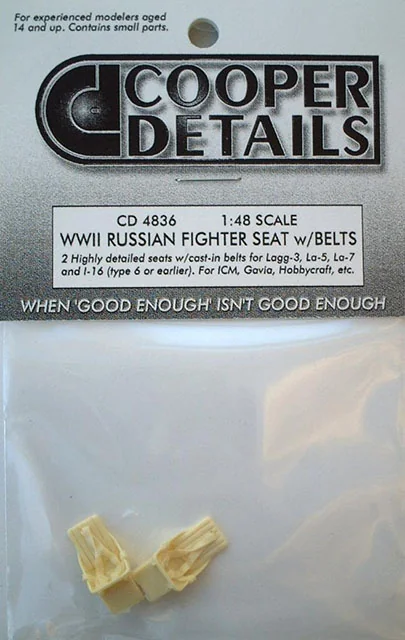 For experienced modelers aged
14 and up. Contains small parts.
COOPER
DETAILS
CD 4836 1:48 SCALE
WWII RUSSIAN FIGHTER SEAT w/BELTS
2 Highly detailed seats w/cast-in belts for Lagg-3, La-5, La-7
and I-16 (type 6 or earlier). For ICM, Gavia, Hobbycraft, etc.
WHEN 'GOOD ENOUGH' ISN'T GOOD ENOUGH